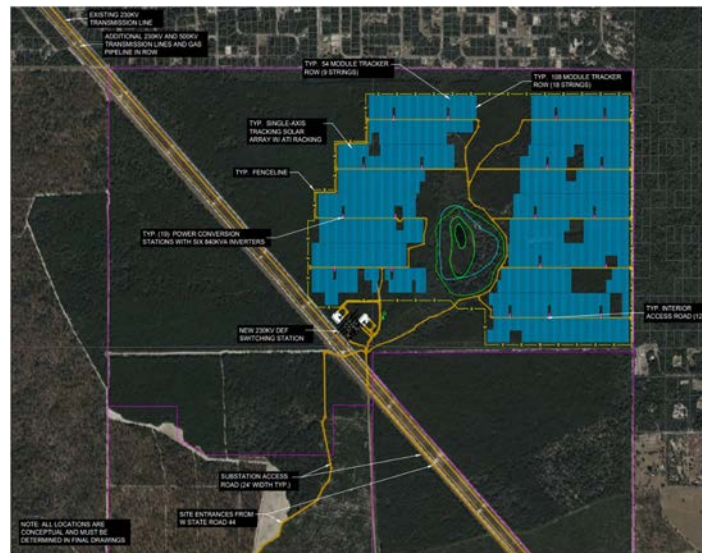 EXISTING 230KV
TRANSMISSION LINE
ADDITIONAL 230KV AND 500KV
TRANSMISSION LINES AND GAS
PIPELINE IN ROW
TYP. 54 MODULE TRACKER
ROW (9 STRINGS)
TYP. 108 MODULE TRACKER
ROW (18 STRINGS)
TYP. SINGLE-AXIS
TRACKING SOLAR
ARRAY W/ ATI RACKING
TYP. FENCELINE
TYP. (19) POWER CONVERSION
STATIONS WITH SIX 840KVA INVERTERS
TYP. INTERIOR
ACCESS ROAD (12
NEW 230KV DEF
SWITCHING STATION
SUBSTATION ACCESS
ROAD (24' WIDTH TYP.)
SITE ENTRANCES FROM
W STATE ROAD 44
NOTE: ALL LOCATIONS ARE
CONCEPTUAL AND MUST BE
DETERMINED IN FINAL DRAWINGS